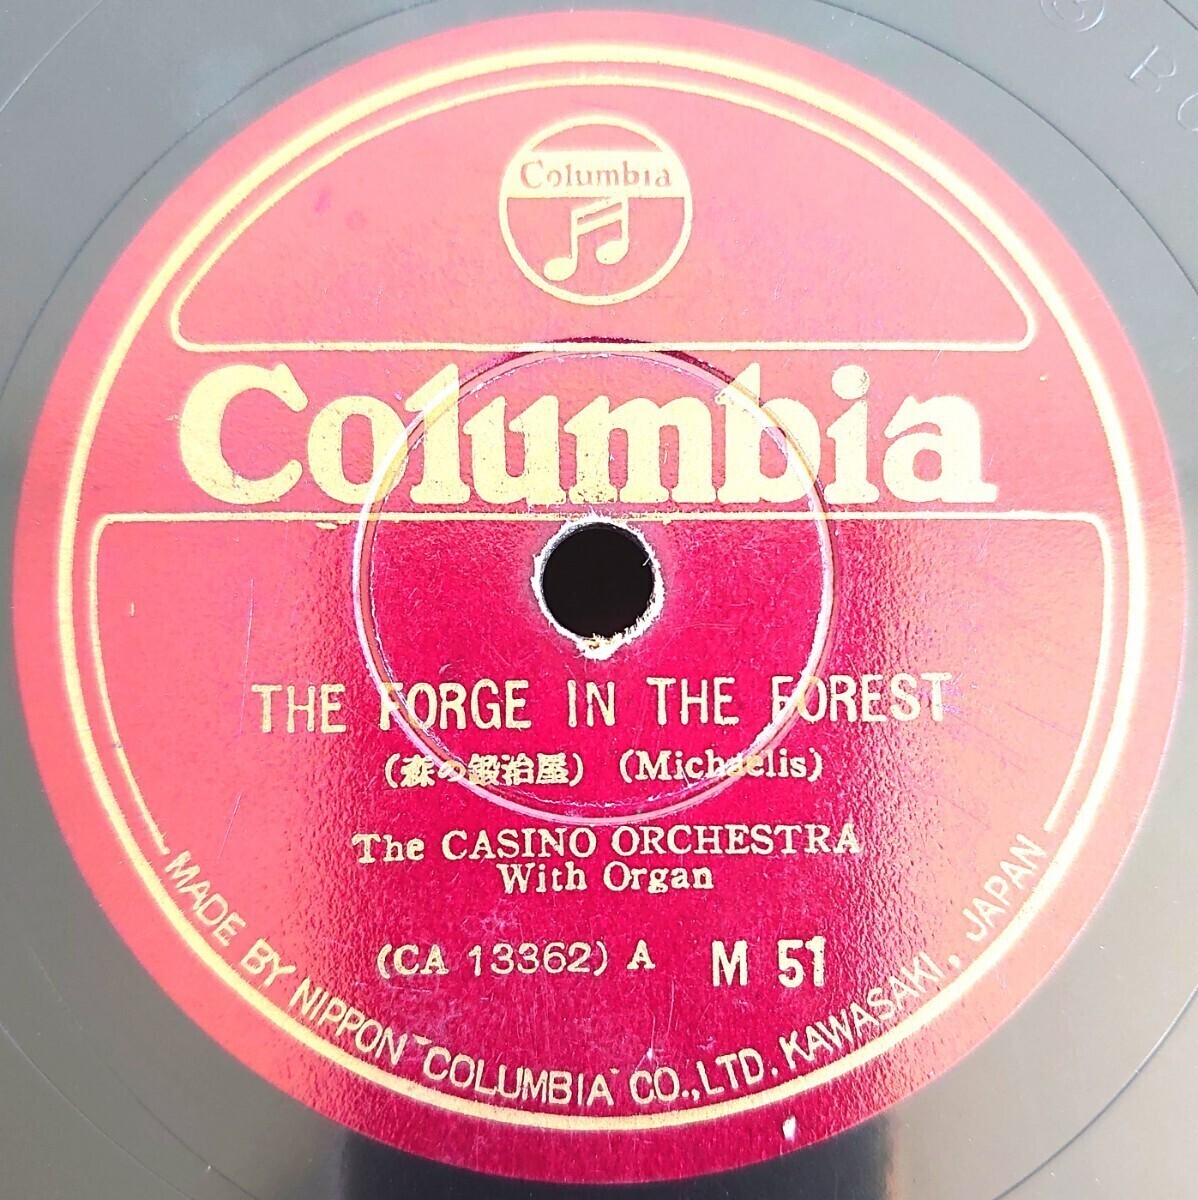 Columbia
Columbia
THE FORGE IN THE FOREST
(森の鍛冶屋) (Michaelis)
The CASINO ORCHESTRA
With Organ
(CA 13362) A M 51
MADE BY NIPPON "COLUMBIA" CO., LTD. KAWASAKI, JAPAN